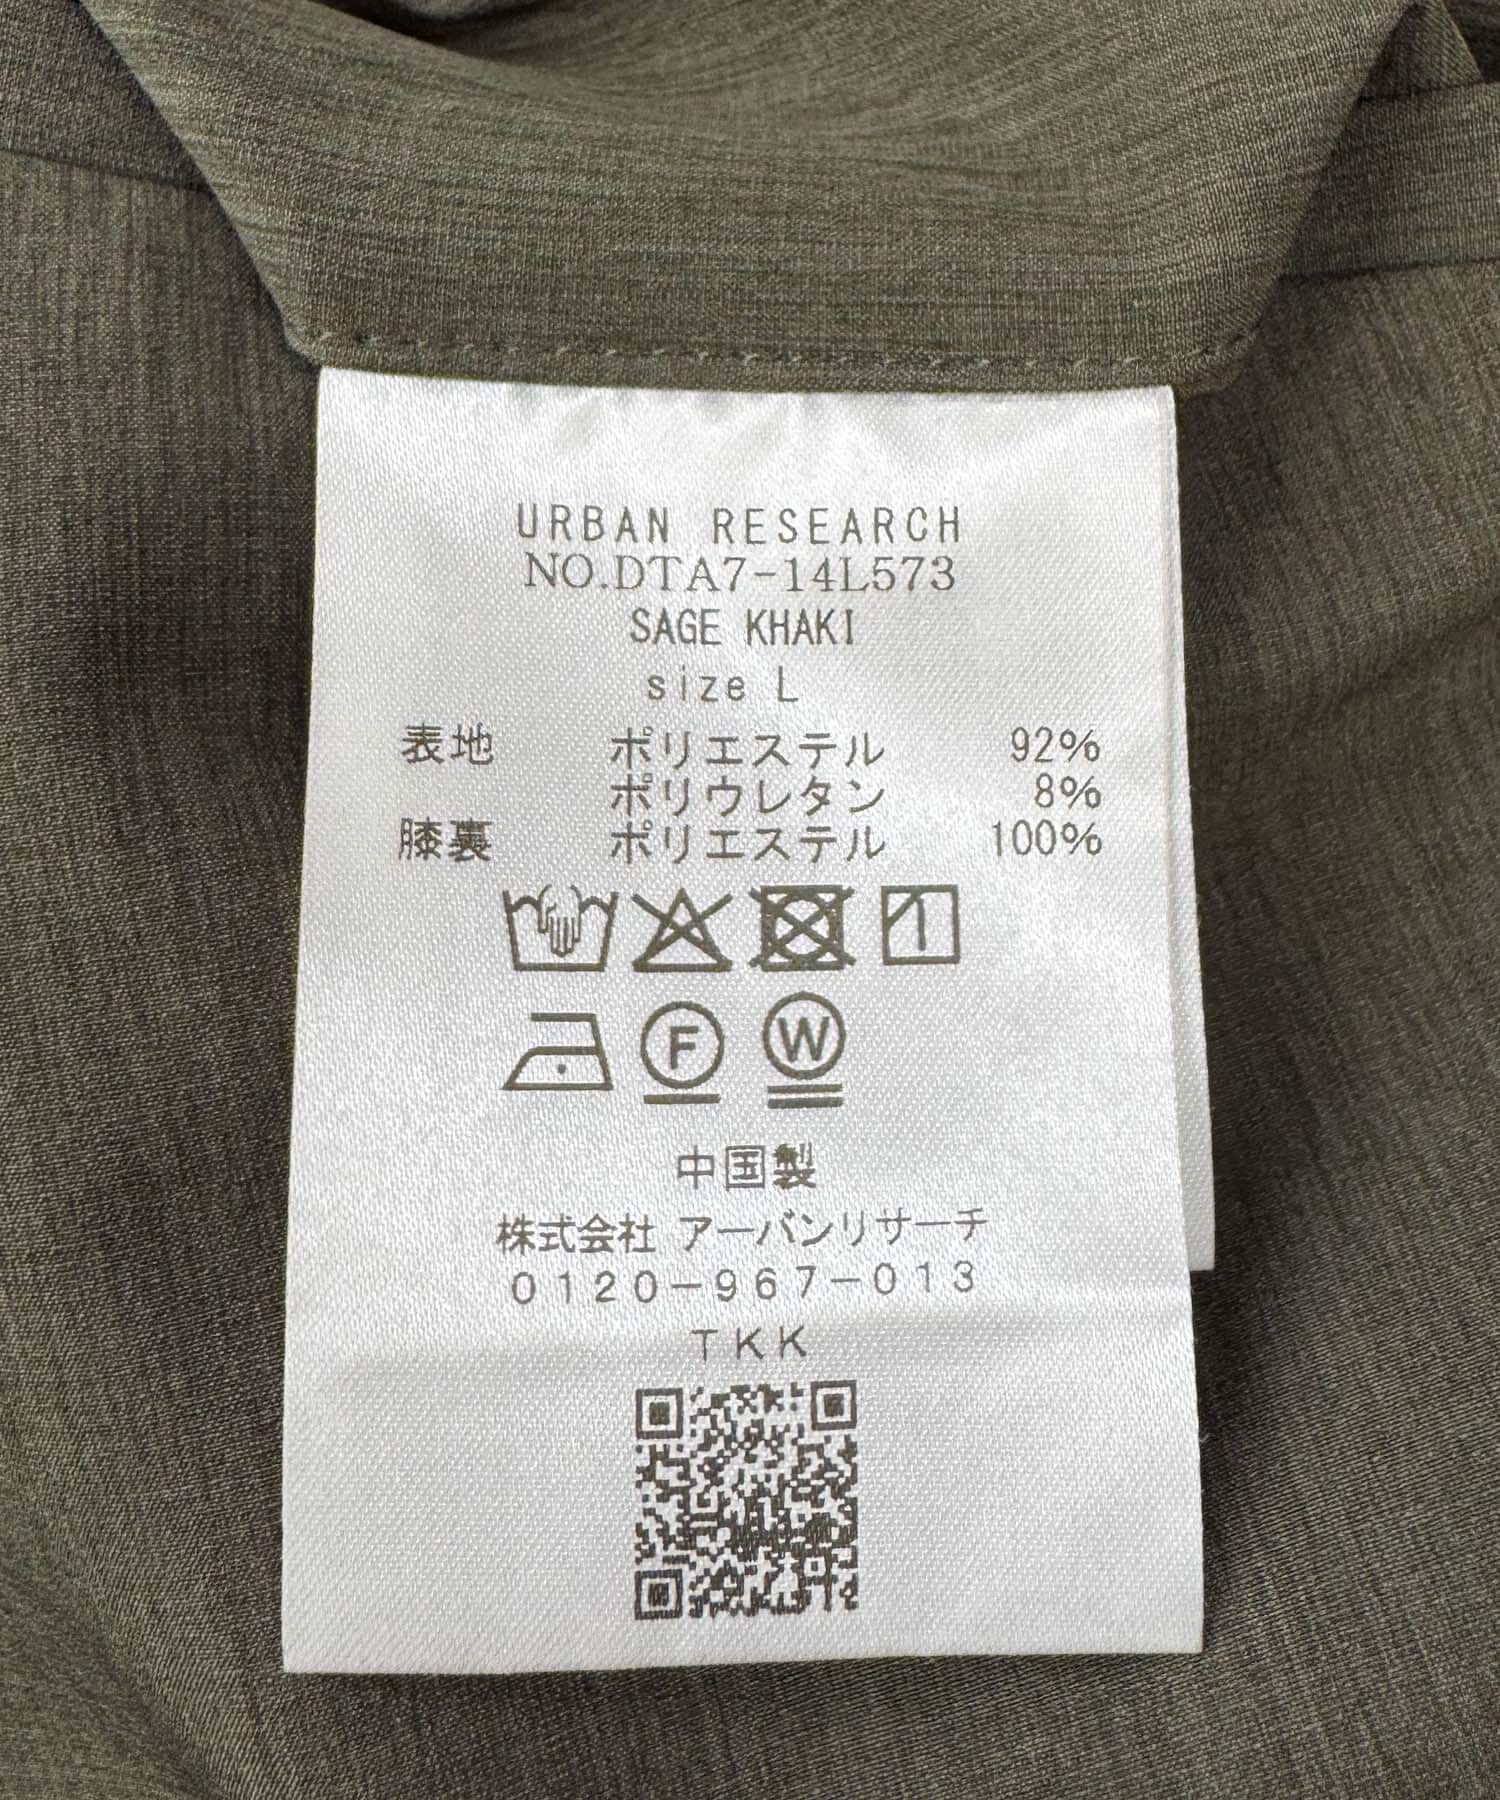 URBAN RESEARCH
NO.DTA7-14L573
SAGE KHAKI
size L
表地 ポリエステル 92%
ポリウレタン 8%
膝裏 ポリエステル 100%
1
F W
中国製
株式会社 アーバンリサーチ
0120-967-013
TKK